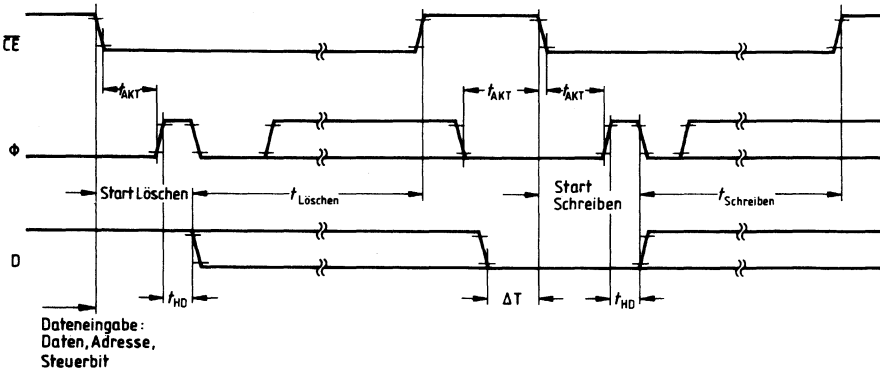 CE
t_AKT
t_AKT
t_AKT
Φ
Start Löschen
t_Löschen
Start
Schreiben
t_Schreiben
D
t_HD
ΔT
t_HD
Dateneingabe:
Daten, Adresse,
Steuerbit